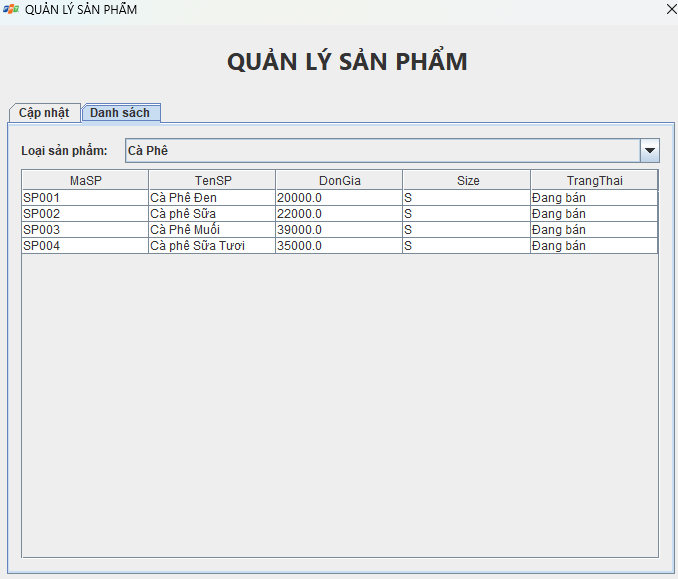 QUẢN LÝ SẢN PHẨM
QUẢN LÝ SẢN PHẨM
Cập nhật Danh sách
Loại sản phẩm: Cà Phê
MaSP TenSP DonGia Size TrangThai
SP001 Cà Phê Đen 20000.0 S Đang bán
SP002 Cà phê Sữa 22000.0 S Đang bán
SP003 Cà Phê Muối 39000.0 S Đang bán
SP004 Cà phê Sữa Tươi 35000.0 S Đang bán